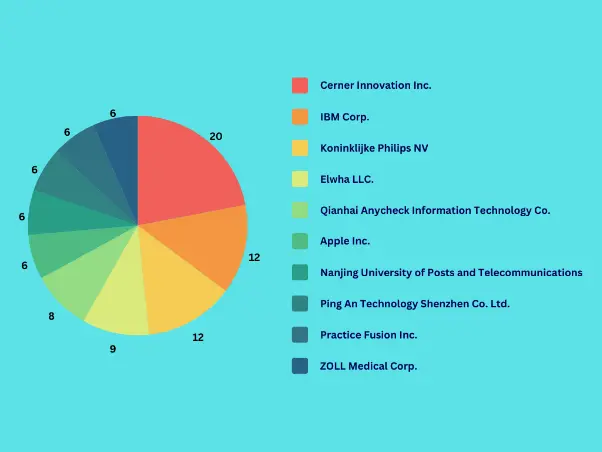 20
12
12
9
8
6
6
6
6
6
Cerner Innovation Inc.
IBM Corp.
Koninklijke Philips NV
Elwha LLC.
Qianhai Anycheck Information Technology Co.
Apple Inc.
Nanjing University of Posts and Telecommunications
Ping An Technology Shenzhen Co. Ltd.
Practice Fusion Inc.
ZOLL Medical Corp.